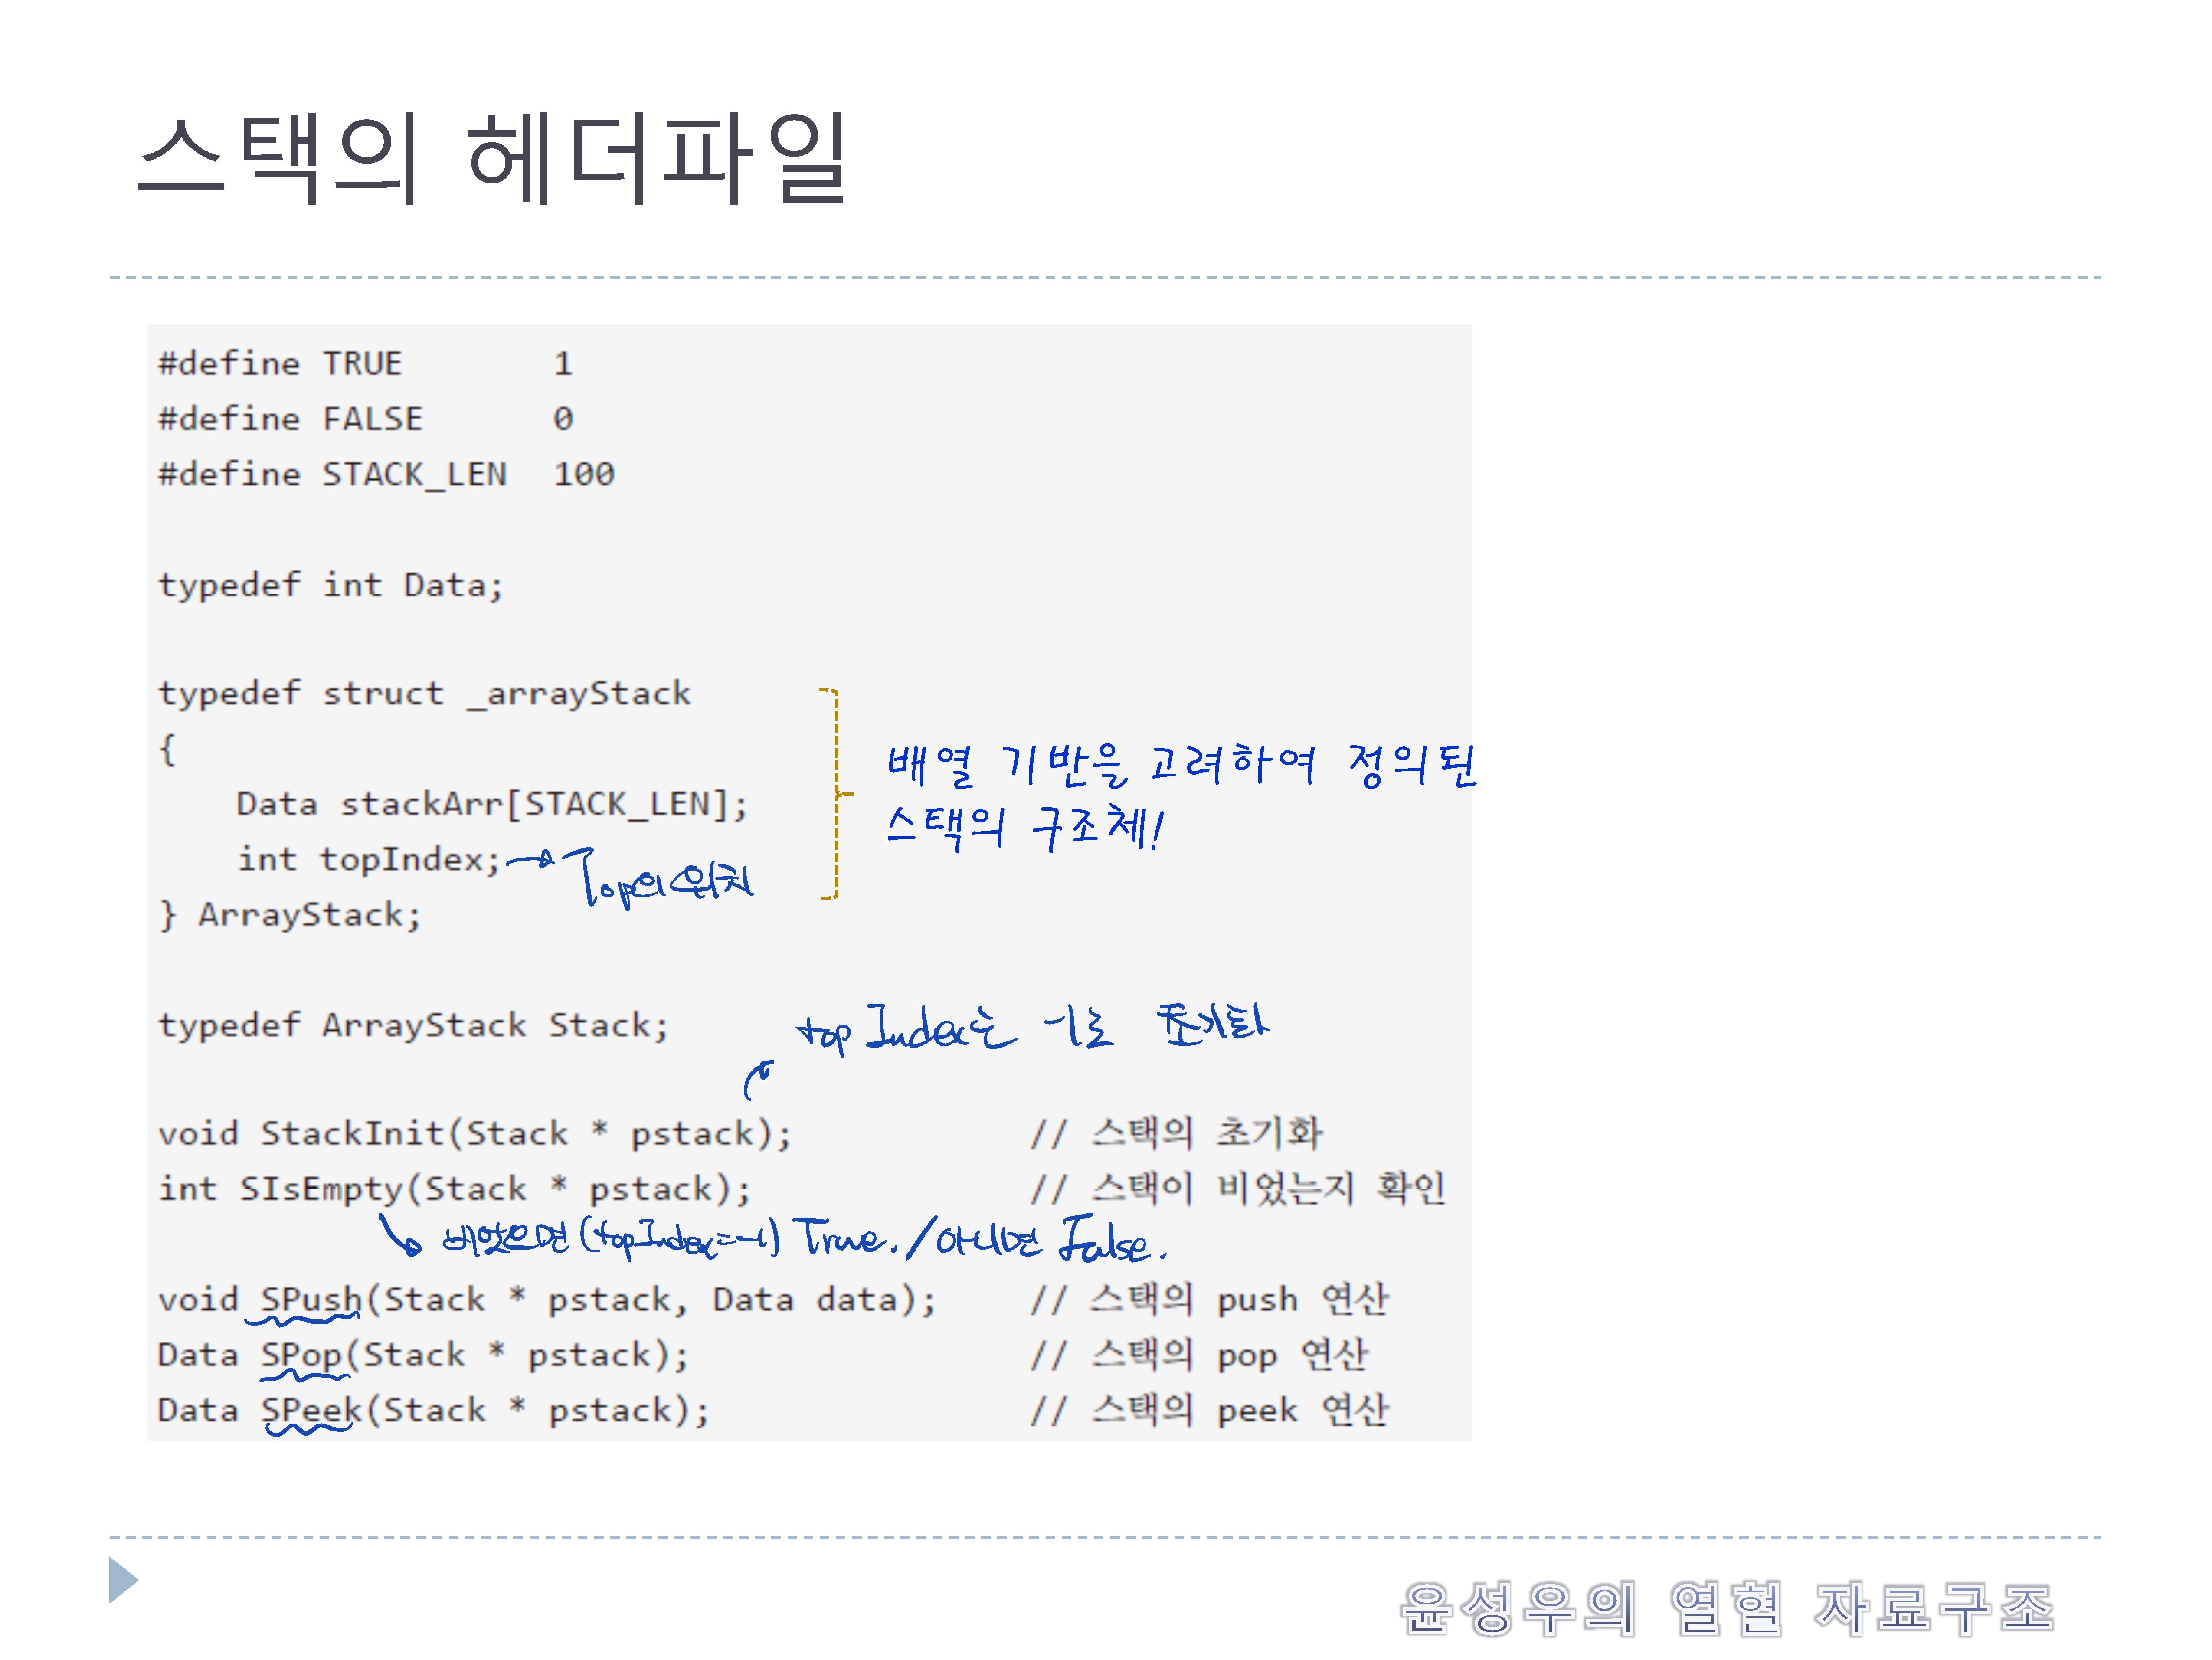 스택의 헤더파일
#define TRUE 1
#define FALSE 0
#define STACK_LEN 100
typedef int Data;
typedef struct _arrayStack
{
Data stackArr[STACK_LEN];
int topIndex; Top의 위치
} ArrayStack;
배열 기반을 고려하여 정의된
스택의 구조체!
typedef ArrayStack Stack;
topIndex는 -1로 초기화
void StackInit(Stack * pstack); // 스택의 초기화
int SIsEmpty(Stack * pstack); // 스택이 비었는지 확인
비었으면 (topIndex==-1) True. / 아니면 False.
void SPush(Stack * pstack, Data data); // 스택의 push 연산
Data SPop(Stack * pstack); // 스택의 pop 연산
Data SPeek(Stack * pstack); // 스택의 peek 연산
윤성우의 열혈 자료구조